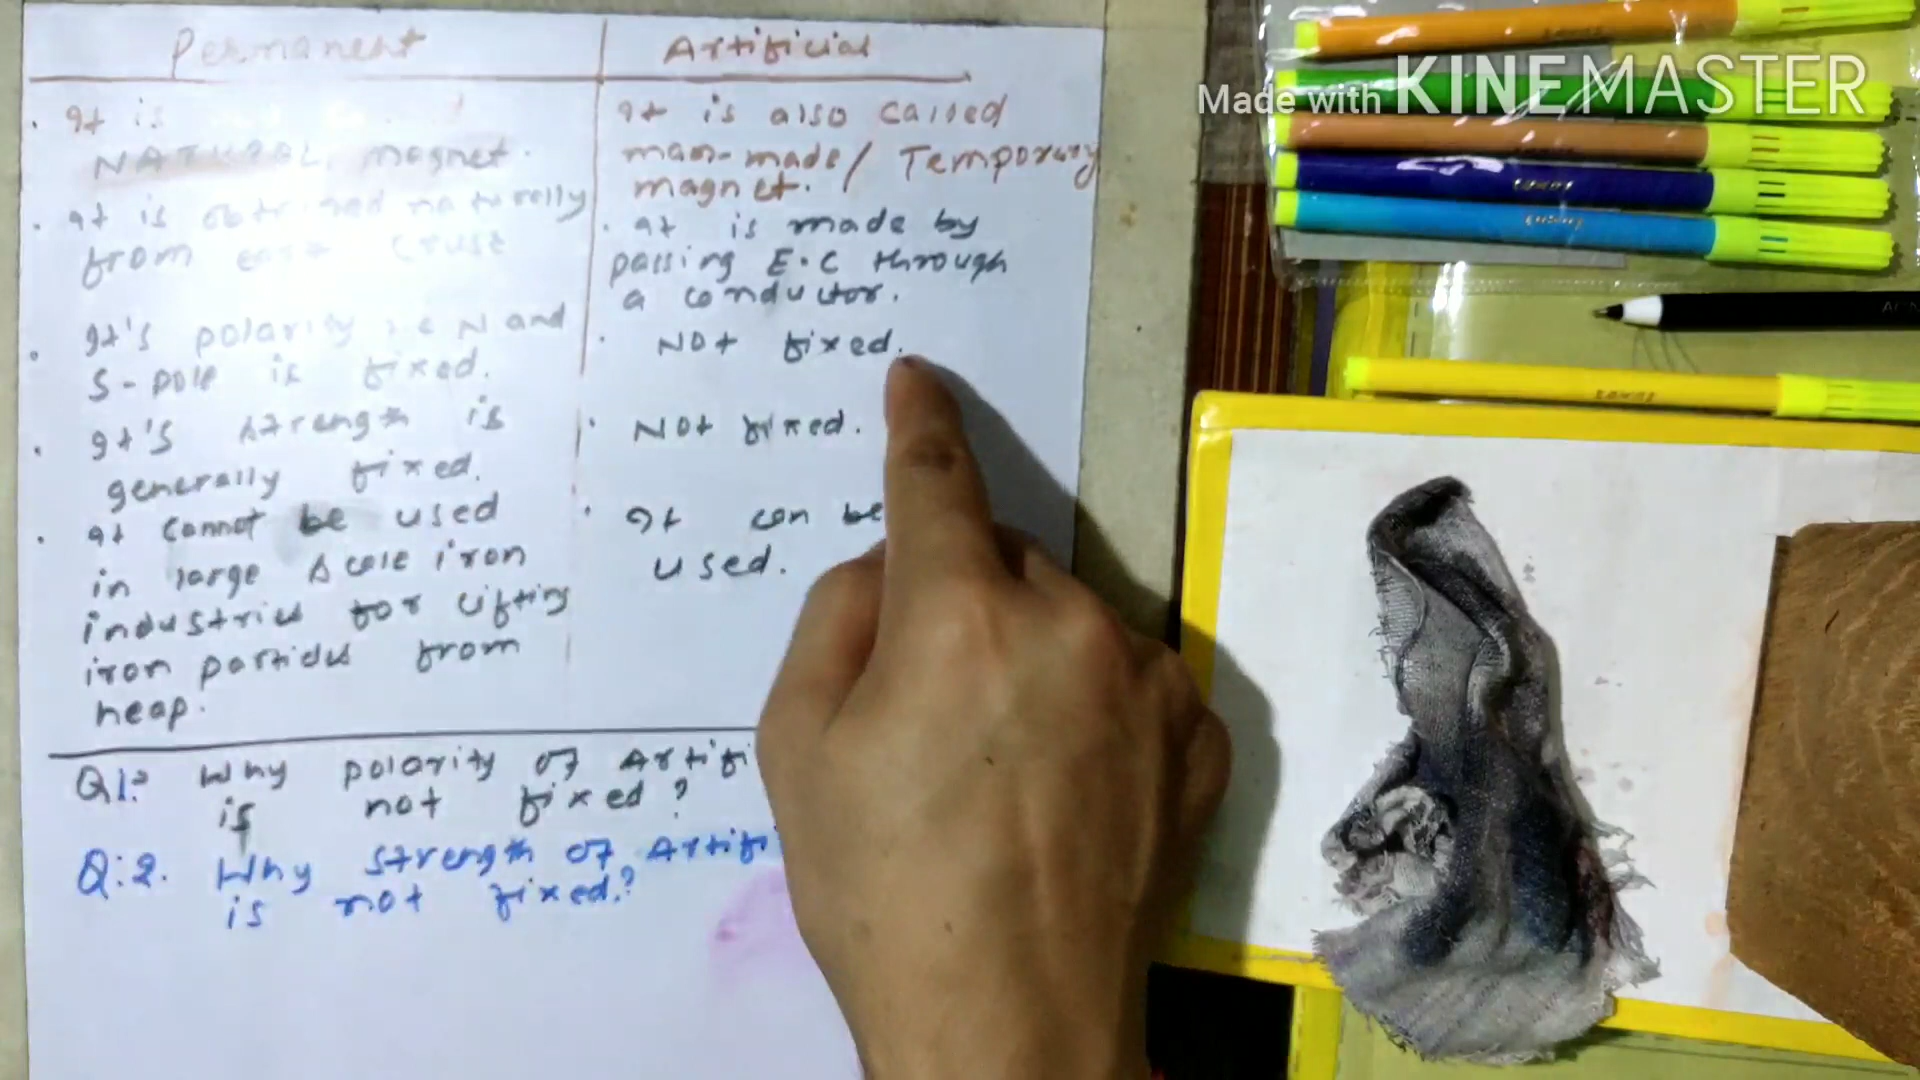 Permanent
Artificial
It is
NATURAL magnet.
It is obtained naturally
from crust
It's polarity i.e N and
S-pole is fixed.
It's strength is
generally fixed.
It cannot be used
in large scale iron
industries for lifting
iron particles from
heap.
It is also called
man-made/ Temporary
magnet.
It is made by
passing E.C through
a conductor.
Not fixed.
Not fixed.
It can be
used.
Q1: Why polarity of Artifi
is not fixed?
Q:2. Why strength of Artifi
is not fixed?
Made with KINEMASTER